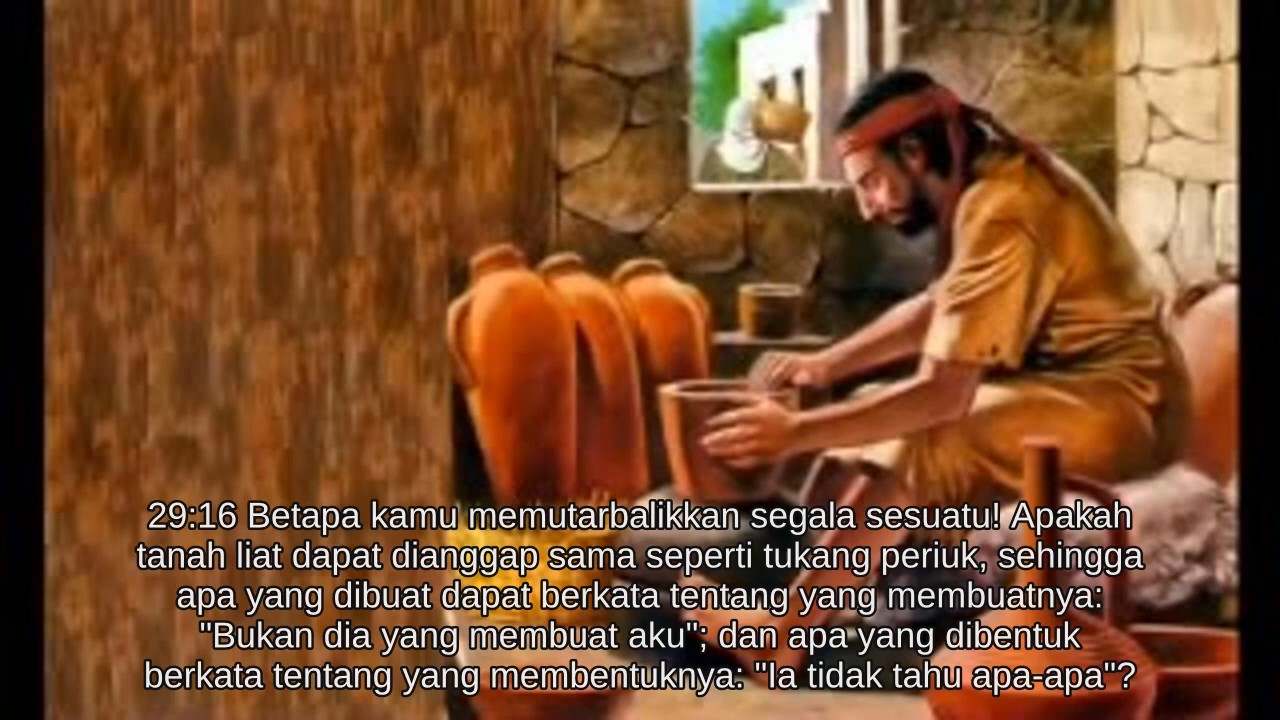 29:16 Betapa kamu memutarbalikkan segala sesuatu! Apakah
tanah liat dapat dianggap sama seperti tukang periuk, sehingga
apa yang dibuat dapat berkata tentang yang membuatnya:
"Bukan dia yang membuat aku"; dan apa yang dibentuk
berkata tentang yang membentuknya: "Ia tidak tahu apa-apa"?